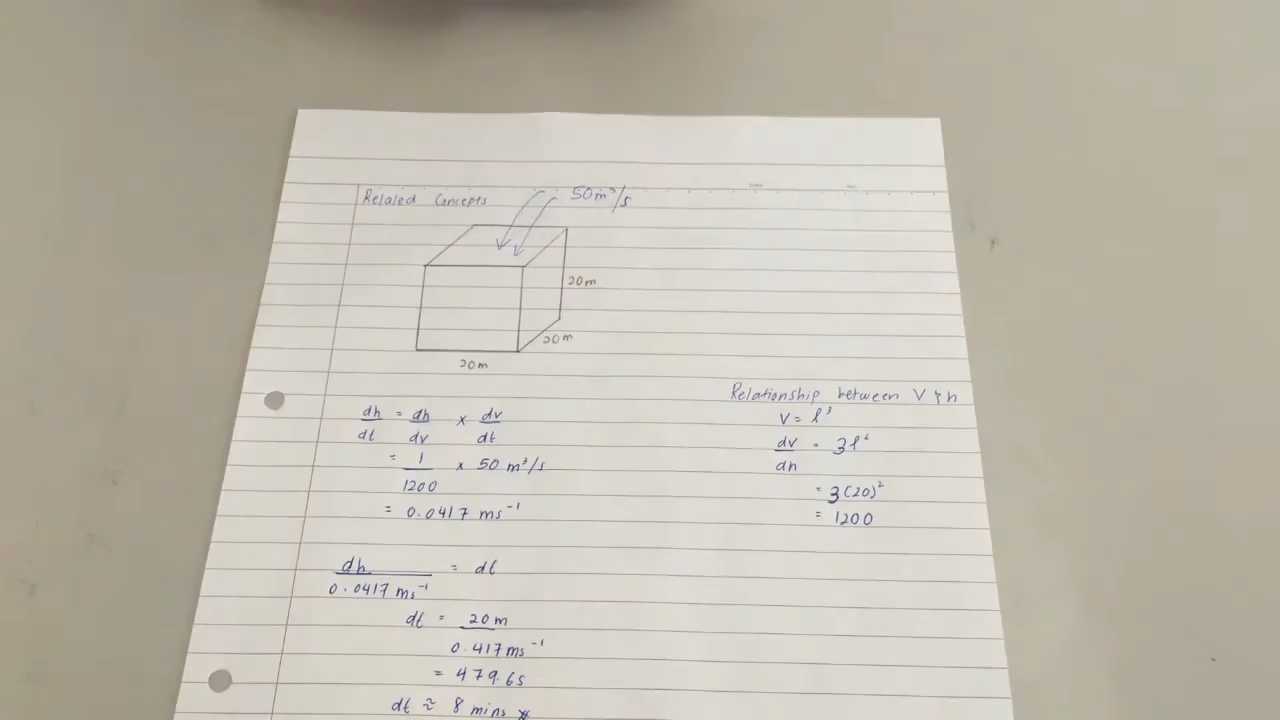 Related Concepts
50m³/s
20m
20m
20m
dh/dt = dh/dv × dv/dt
= 1/1200 × 50 m³/s
= 0.0417 ms⁻¹
dh/0.0417 ms⁻¹ = dt
dt = 20m/0.417ms⁻¹
= 479.6s
dt ≈ 8 mins
Relationship between V & h
V = l³
dv/dh = 3l²
= 3(20)²
= 1200